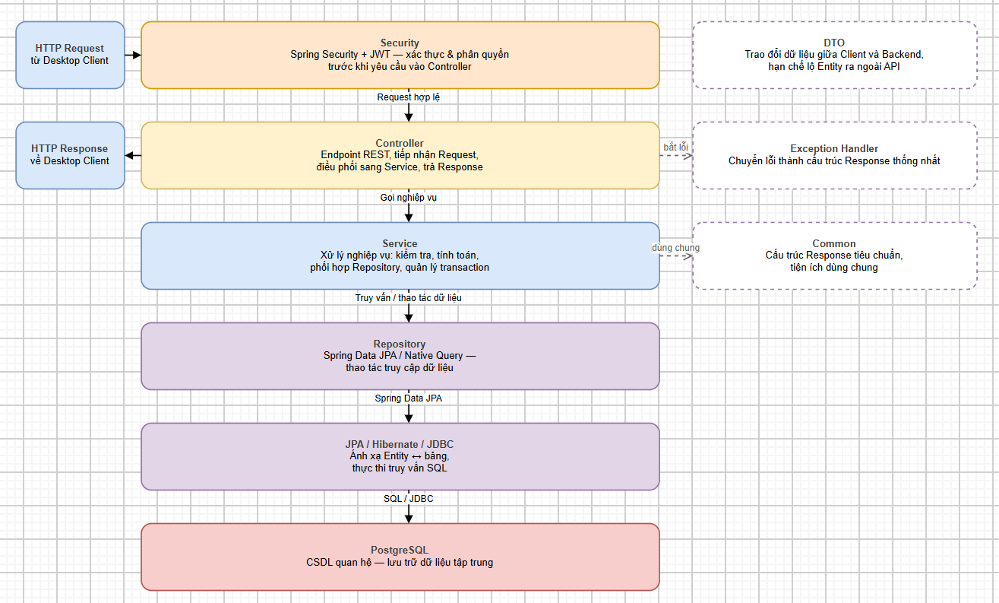 HTTP Request
từ Desktop Client
Security
Spring Security + JWT — xác thực & phân quyền
trước khi yêu cầu vào Controller
DTO
Trao đổi dữ liệu giữa Client và Backend,
hạn chế lộ Entity ra ngoài API
Request hợp lệ
HTTP Response
về Desktop Client
Controller
Endpoint REST, tiếp nhận Request,
điều phối sang Service, trả Response
bắt lỗi
Exception Handler
Chuyển lỗi thành cấu trúc Response thống nhất
Gọi nghiệp vụ
Service
Xử lý nghiệp vụ: kiểm tra, tính toán,
phối hợp Repository, quản lý transaction
dùng chung
Common
Cấu trúc Response tiêu chuẩn,
tiện ích dùng chung
Truy vấn / thao tác dữ liệu
Repository
Spring Data JPA / Native Query —
thao tác truy cập dữ liệu
Spring Data JPA
JPA / Hibernate / JDBC
Ánh xạ Entity ↔ bảng,
thực thi truy vấn SQL
SQL / JDBC
PostgreSQL
CSDL quan hệ — lưu trữ dữ liệu tập trung